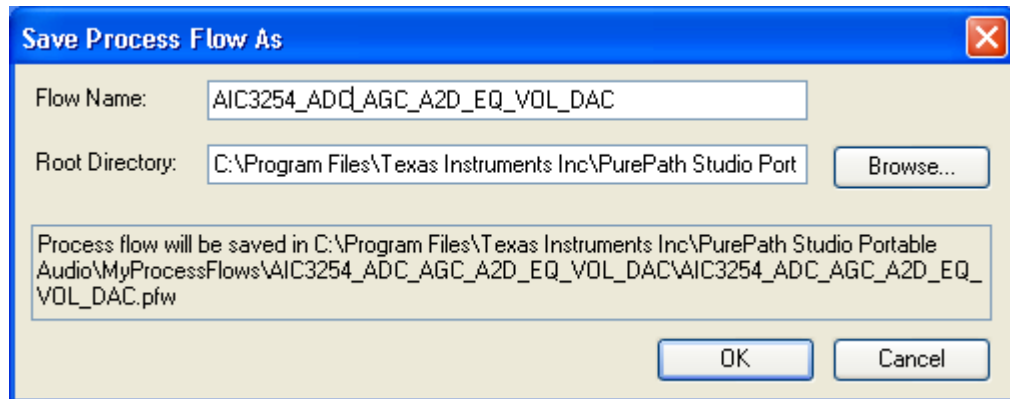 Save Process Flow As
Flow Name: AIC3254_ADC_AGC_A2D_EQ_VOL_DAC
Root Directory: C:\Program Files\Texas Instruments Inc\PurePath Studio Port Browse...
Process flow will be saved in C:\Program Files\Texas Instruments Inc\PurePath Studio Portable
Audio\MyProcessFlows\AIC3254_ADC_AGC_A2D_EQ_VOL_DAC\AIC3254_ADC_AGC_A2D_EQ_
VOL_DAC.pfw
OK Cancel